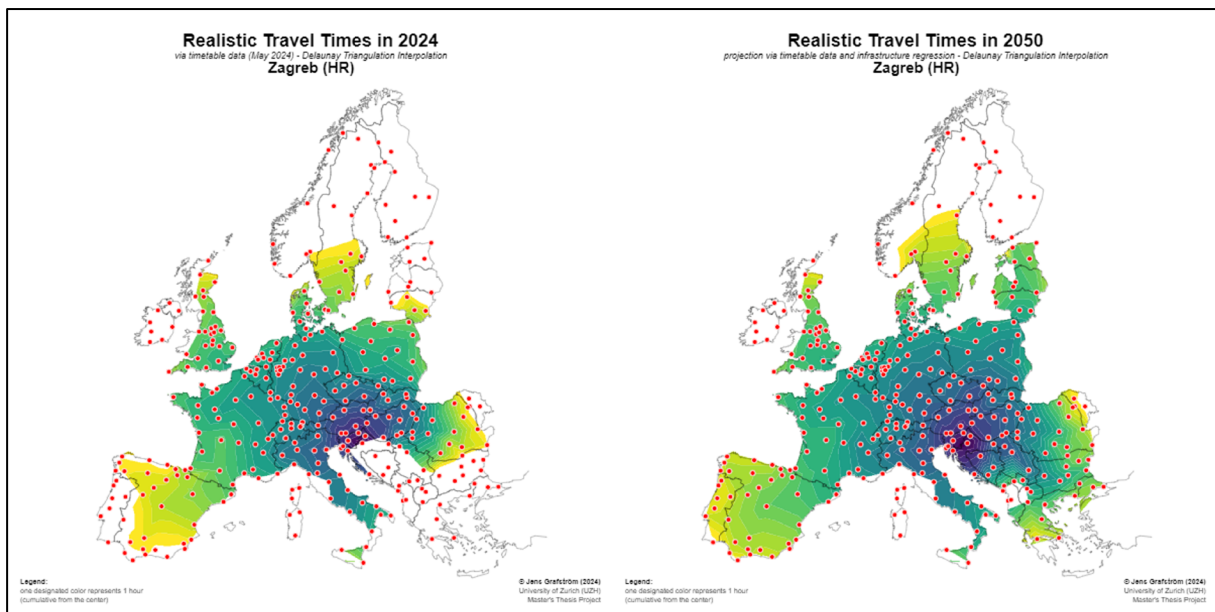 Realistic Travel Times in 2024
via timetable data (May 2024) - Delaunay Triangulation Interpolation
Zagreb (HR)
Legend:
one designated color represents 1 hour
(cumulative from the center)
© Jens Grafström (2024)
University of Zurich (UZH)
Master's Thesis Project
Realistic Travel Times in 2050
projection via timetable data and infrastructure regression - Delaunay Triangulation Interpolation
Zagreb (HR)
Legend:
one designated color represents 1 hour
(cumulative from the center)
© Jens Grafström (2024)
University of Zurich (UZH)
Master's Thesis Project